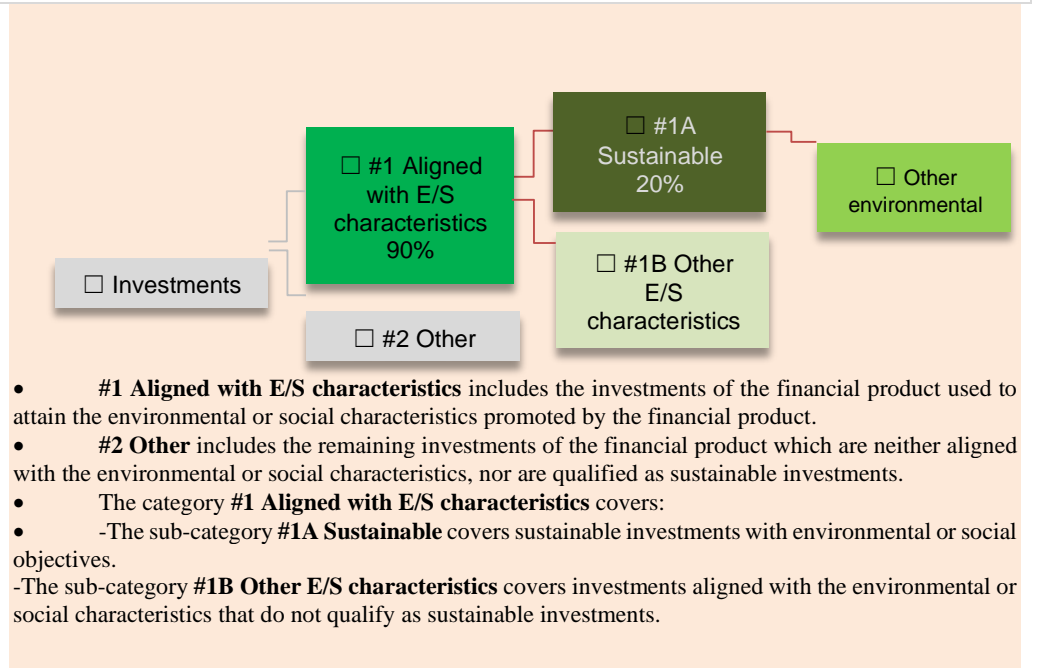 ☐ #1A
Sustainable
20%
☐ #1 Aligned
with E/S
characteristics
90%
☐ Other
environmental
☐ #1B Other
E/S
characteristics
☐ Investments
☐ #2 Other
• #1 Aligned with E/S characteristics includes the investments of the financial product used to
attain the environmental or social characteristics promoted by the financial product.
• #2 Other includes the remaining investments of the financial product which are neither aligned
with the environmental or social characteristics, nor are qualified as sustainable investments.
• The category #1 Aligned with E/S characteristics covers:
• -The sub-category #1A Sustainable covers sustainable investments with environmental or social
objectives.
-The sub-category #1B Other E/S characteristics covers investments aligned with the environmental or
social characteristics that do not qualify as sustainable investments.